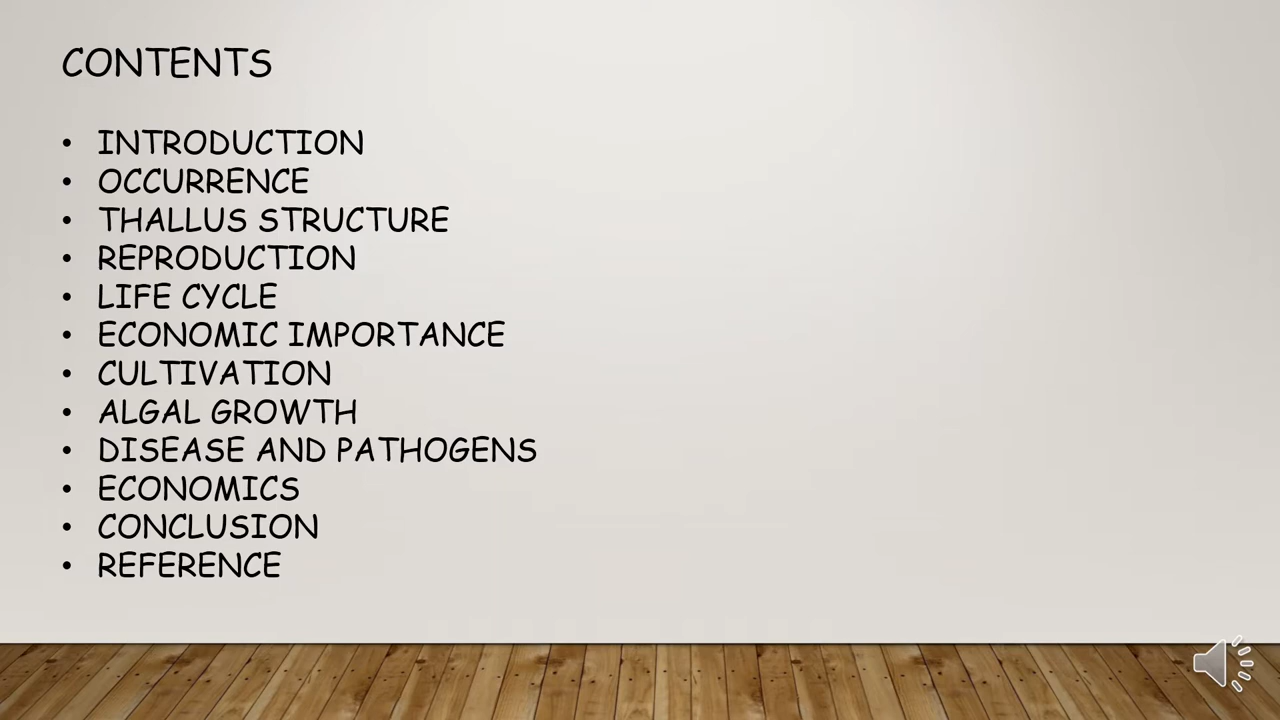 CONTENTS
• INTRODUCTION
• OCCURRENCE
• THALLUS STRUCTURE
• REPRODUCTION
• LIFE CYCLE
• ECONOMIC IMPORTANCE
• CULTIVATION
• ALGAL GROWTH
• DISEASE AND PATHOGENS
• ECONOMICS
• CONCLUSION
• REFERENCE